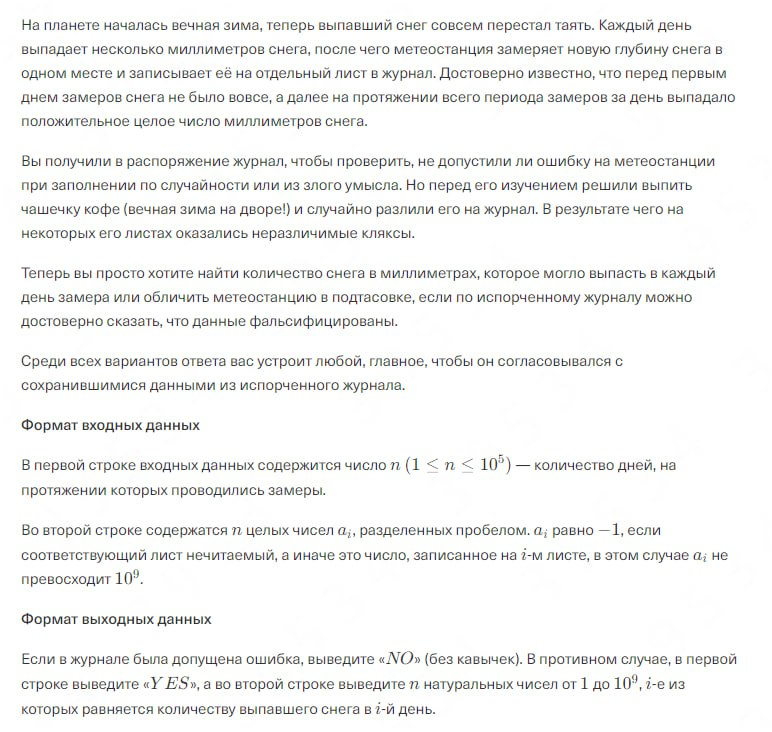 На планете началась вечная зима, теперь выпавший снег совсем перестал таять. Каждый день
выпадает несколько миллиметров снега, после чего метеостанция замеряет новую глубину снега в
одном месте и записывает её на отдельный лист в журнал. Достоверно известно, что перед первым
днем замеров снега не было вовсе, а далее на протяжении всего периода замеров за день выпадало
положительное целое число миллиметров снега.
Вы получили в распоряжение журнал, чтобы проверить, не допустили ли ошибку на метеостанции
при заполнении по случайности или из злого умысла. Но перед его изучением решили выпить
чашечку кофе (вечная зима на дворе!) и случайно разлили его на журнал. В результате чего на
некоторых его листах оказались неразличимые кляксы.
Теперь вы просто хотите найти количество снега в миллиметрах, которое могло выпасть в каждый
день замера или обличить метеостанцию в подтасовке, если по испорченному журналу можно
достоверно сказать, что данные фальсифицированы.
Среди всех вариантов ответа вас устроит любой, главное, чтобы он согласовывался с
сохранившимися данными из испорченного журнала.
Формат входных данных
В первой строке входных данных содержится число n (1 ≤ n ≤ 10⁵) — количество дней, на
протяжении которых проводились замеры.
Во второй строке содержатся n целых чисел aᵢ, разделенных пробелом. aᵢ равно −1, если
соответствующий лист нечитаемый, а иначе это число, записанное на i-м листе, в этом случае aᵢ не
превосходит 10⁹.
Формат выходных данных
Если в журнале была допущена ошибка, выведите «NO» (без кавычек). В противном случае, в первой
строке выведите «YES», а во второй строке выведите n натуральных чисел от 1 до 10⁹, i-е из
которых равняется количеству выпавшего снега в i-й день.